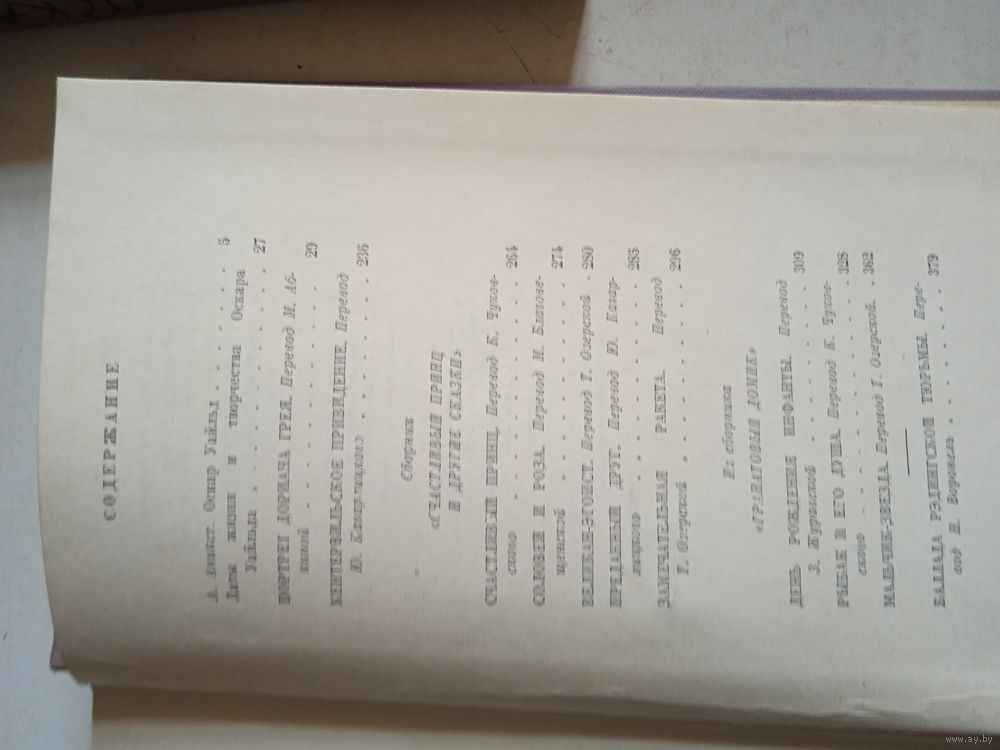 СОДЕРЖАНИЕ
А. Аникст. Оскар Уайльд . . . . . . 5
Даты жизни и творчества Оскара
Уайльда . . . . . . . . . 27
ПОРТРЕТ ДОРИАНА ГРЕЯ. Перевод М. Аб-
киной . . . . . . . . . 29
КЕНТЕРВИЛЬСКОЕ ПРИВИДЕНИЕ. Перевод
Ю. Кагарлицкого . . . . . . . 236
Сборник
«СЧАСТЛИВЫЙ ПРИНЦ
И ДРУГИЕ СКАЗКИ»
СЧАСТЛИВЫЙ ПРИНЦ. Перевод К. Чуков-
ского . . . . . . . . . 264
СОЛОВЕЙ И РОЗА. Перевод М. Благове-
щенской . . . . . . . . 274
ВЕЛИКАН-ЭГОИСТ. Перевод Т. Озерской . 280
ПРЕДАННЫЙ ДРУГ. Перевод Ю. Кагар-
лицкого . . . . . . . . 285
ЗАМЕЧАТЕЛЬНАЯ РАКЕТА. Перевод
Т. Озерской . . . . . . . . 296
Из сборника
«ГРАНАТОВЫЙ ДОМИК»
ДЕНЬ РОЖДЕНИЯ ИНФАНТЫ. Перевод
З. Журавской . . . . . . . 309
РЫБАК И ЕГО ДУША. Перевод К. Чуков-
ского . . . . . . . . . 328
МАЛЬЧИК-ЗВЕЗДА. Перевод Т. Озерской . . 362
БАЛЛАДА РЭДИНГСКОЙ ТЮРЬМЫ. Пере-
вод Н. Воронель . . . . . . . 379
www.ay.by